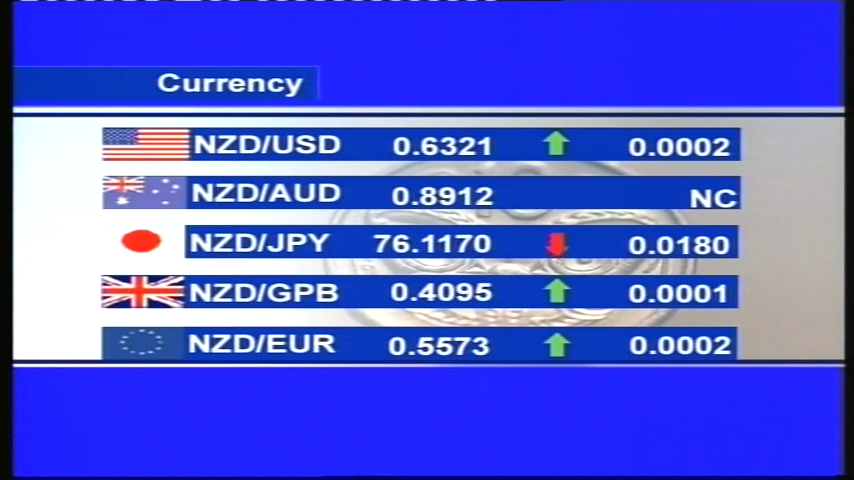 Currency
NZD/USD 0.6321 0.0002
NZD/AUD 0.8912 NC
NZD/JPY 76.1170 0.0180
NZD/GPB 0.4095 0.0001
NZD/EUR 0.5573 0.0002